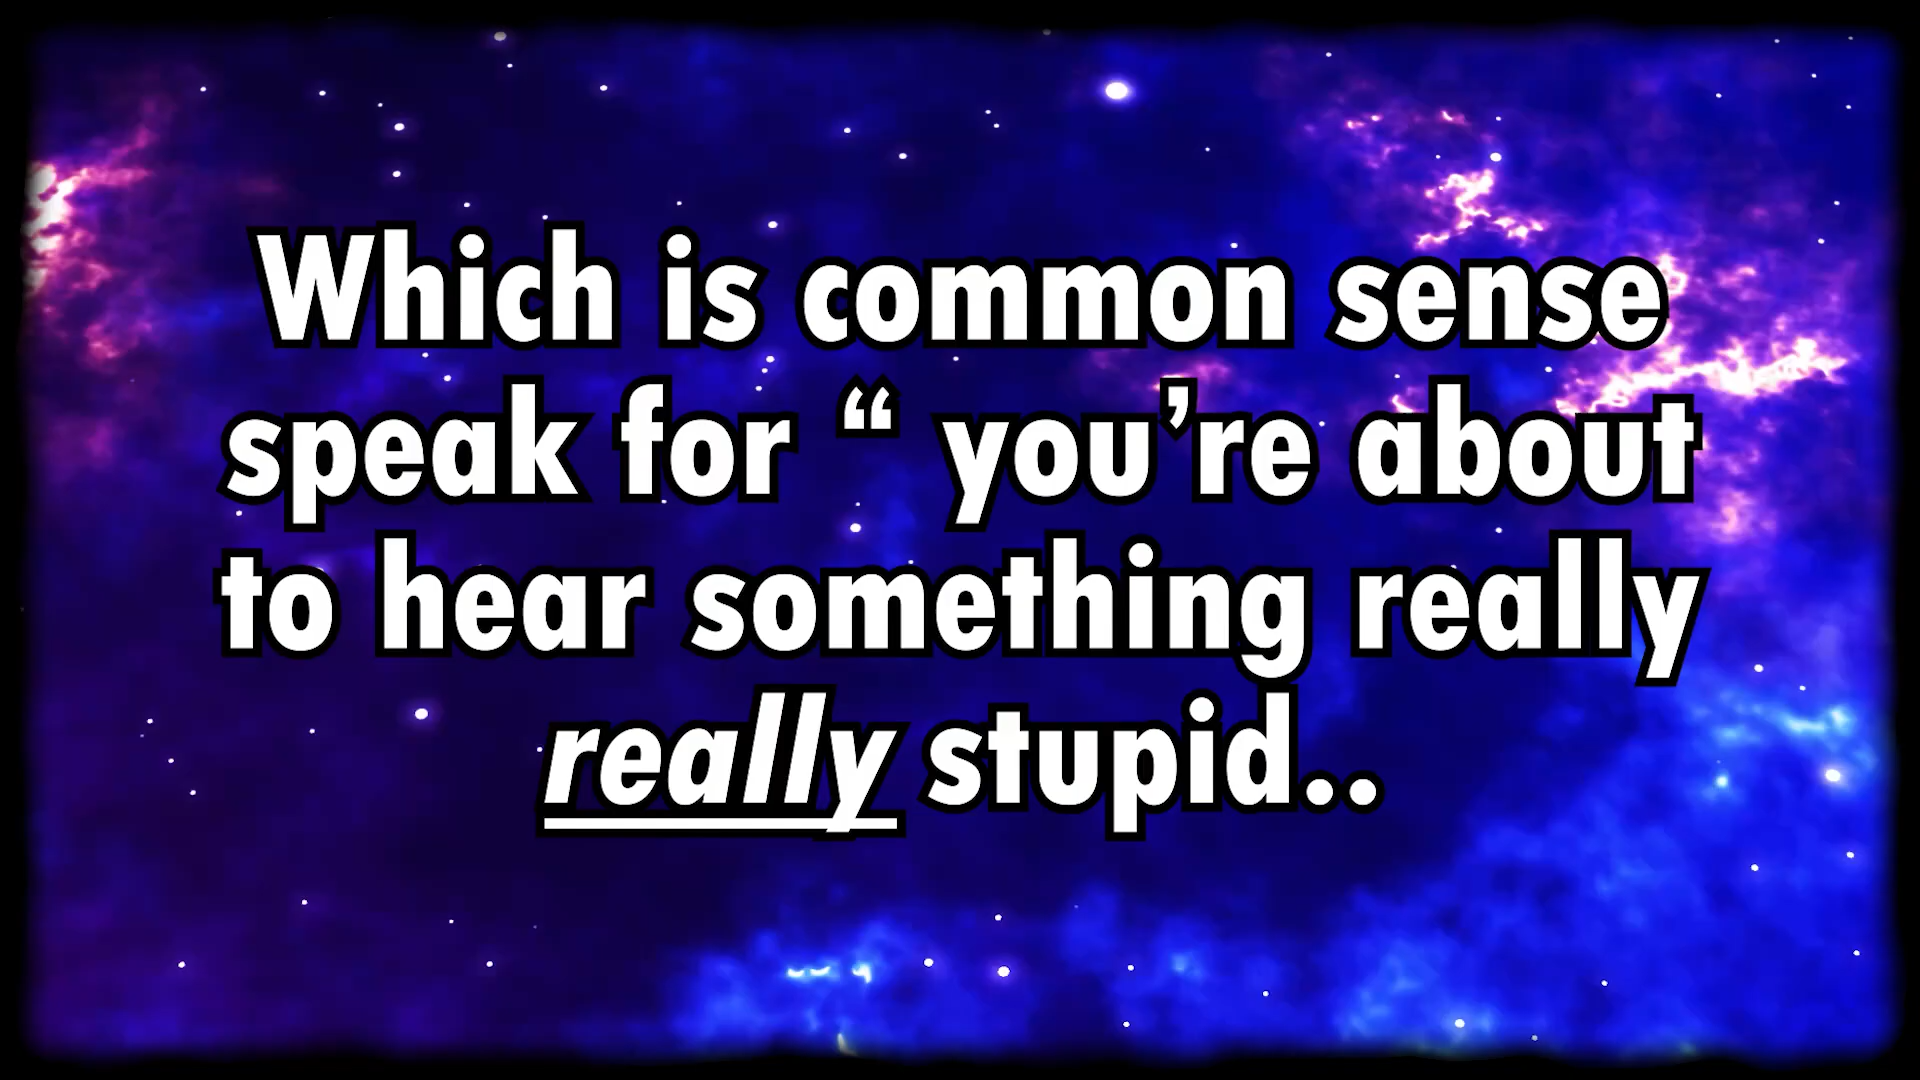 Which is common sense
speak for “ you’re about
to hear something really
really stupid..